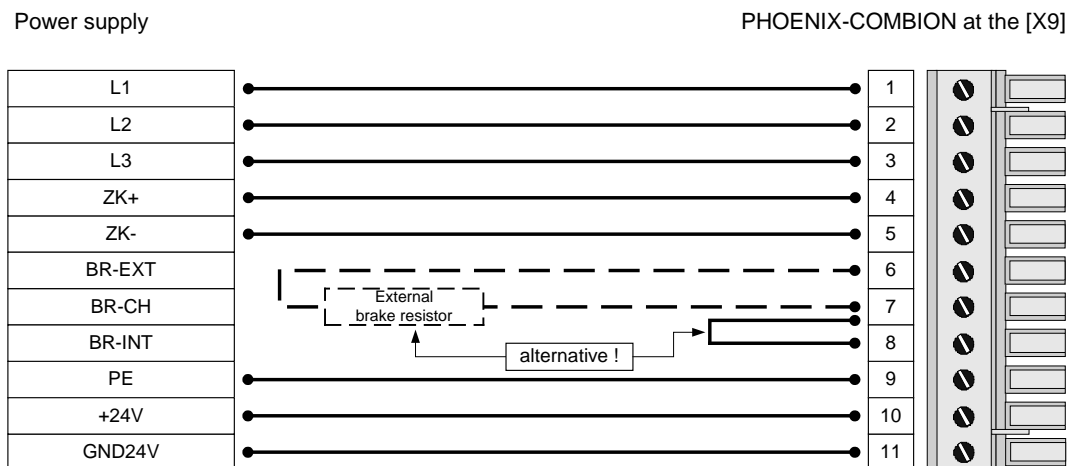 Power supply
PHOENIX-COMBION at the [X9]
L1
1
L2
2
L3
3
ZK+
4
ZK-
5
BR-EXT
6
BR-CH
External
brake resistor
7
BR-INT
alternative !
8
PE
9
+24V
10
GND24V
11